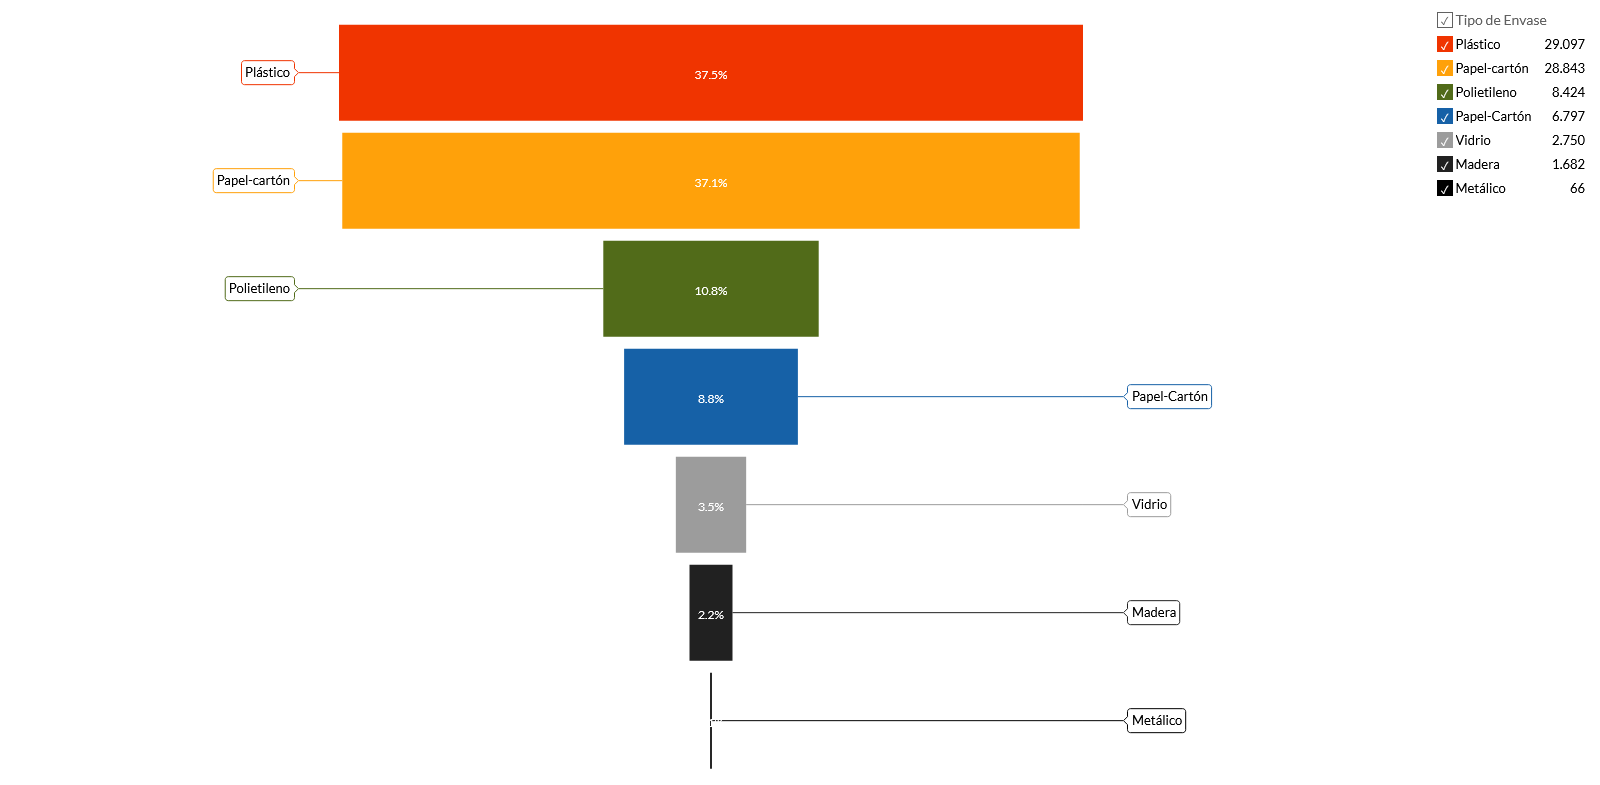 Plástico
37.5%
Papel-cartón
37.1%
Polietileno
10.8%
8.8%
Papel-Cartón
3.5%
Vidrio
2.2%
Madera
Metálico
Tipo de Envase
Plástico 29.097
Papel-cartón 28.843
Polietileno 8.424
Papel-Cartón 6.797
Vidrio 2.750
Madera 1.682
Metálico 66